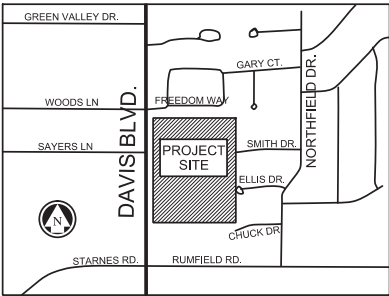 GREEN VALLEY DR.
GARY CT.
WOODS LN
FREEDOM WAY
DAVIS BLVD.
NORTHFIELD DR.
SAYERS LN
PROJECT
SITE
SMITH DR.
ELLIS DR.
N
CHUCK DR
STARNES RD.
RUMFIELD RD.